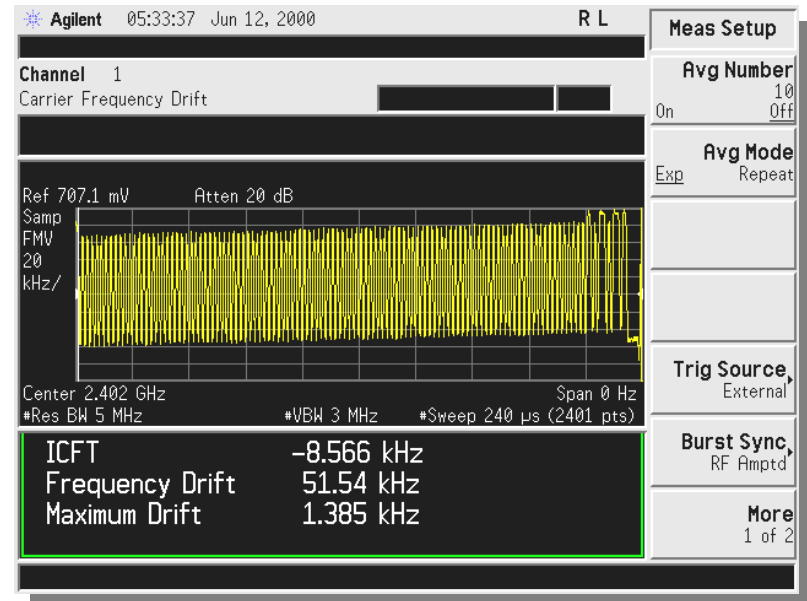 Agilent 05:33:37 Jun 12, 2000 R L
Channel 1
Carrier Frequency Drift
Ref 707.1 mV Atten 20 dB
Samp
FMV
20
kHz/
Center 2.402 GHz Span 0 Hz
#Res BW 5 MHz #VBW 3 MHz #Sweep 240 µs (2401 pts)
ICFT −8.566 kHz
Frequency Drift 51.54 kHz
Maximum Drift 1.385 kHz
Meas Setup
Avg Number
10
On Off
Avg Mode
Exp Repeat
Trig Source
External
Burst Sync
RF Amptd
More
1 of 2